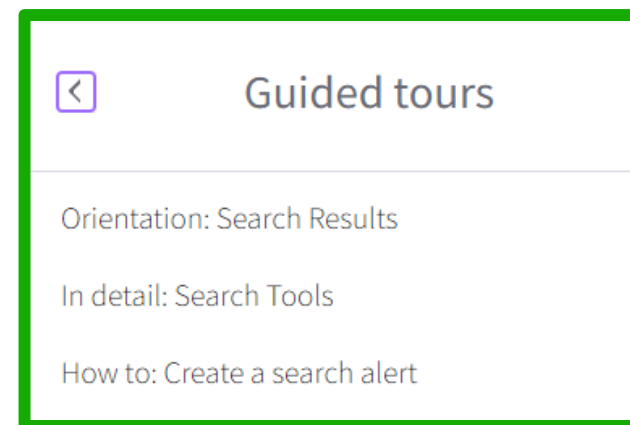 Guided tours
Orientation: Search Results
In detail: Search Tools
How to: Create a search alert